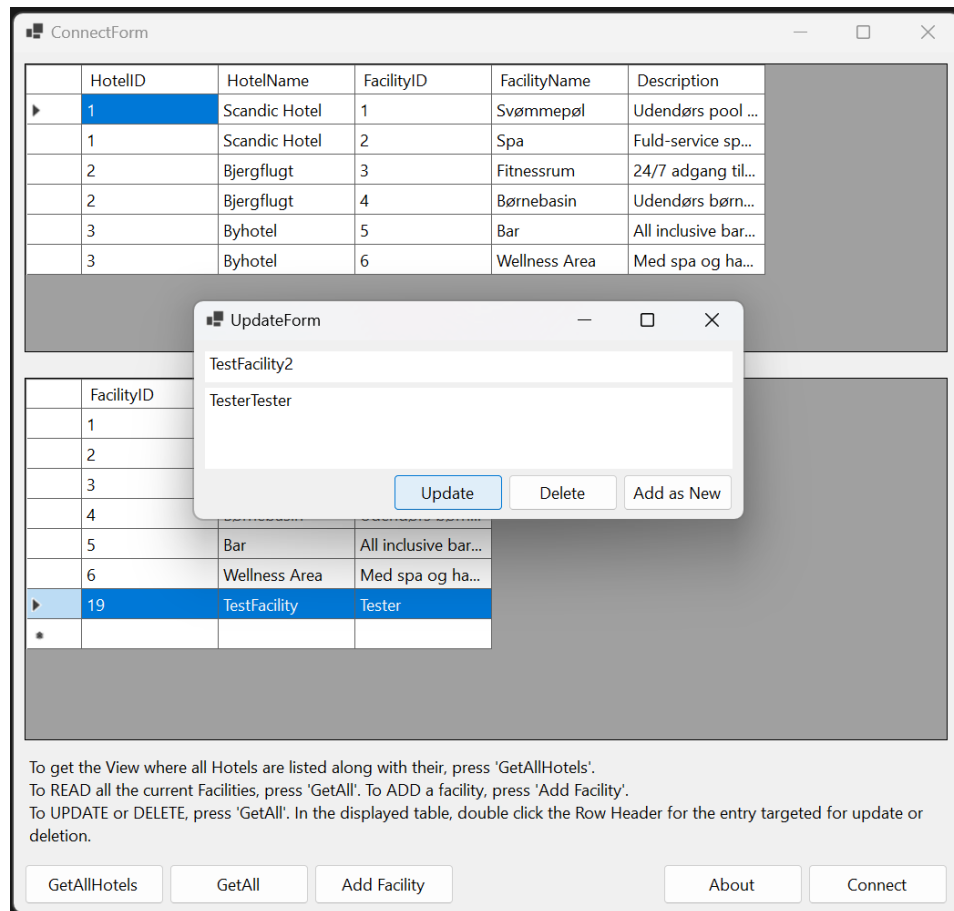 ConnectForm
HotelID HotelName FacilityID FacilityName Description
1 Scandic Hotel 1 Svømmepøl Udendørs pool ...
1 Scandic Hotel 2 Spa Fuld-service sp...
2 Bjergflugt 3 Fitnessrum 24/7 adgang til...
2 Bjergflugt 4 Børnebasin Udendørs børn...
3 Byhotel 5 Bar All inclusive bar...
3 Byhotel 6 Wellness Area Med spa og ha...
UpdateForm
TestFacility2
TesterTester
Update Delete Add as New
FacilityID
1
2
3
4
5 Bar All inclusive bar...
6 Wellness Area Med spa og ha...
19 TestFacility Tester
To get the View where all Hotels are listed along with their, press 'GetAllHotels'.
To READ all the current Facilities, press 'GetAll'. To ADD a facility, press 'Add Facility'.
To UPDATE or DELETE, press 'GetAll'. In the displayed table, double click the Row Header for the entry targeted for update or
deletion.
GetAllHotels GetAll Add Facility About Connect